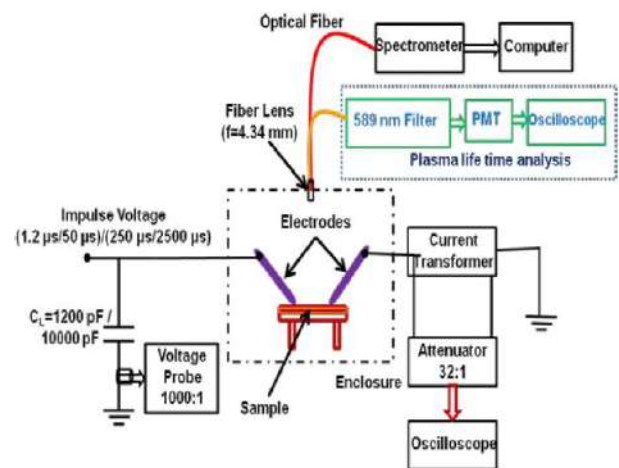 Optical Fiber
Spectrometer
Computer
Fiber Lens
(f=4.34 mm)
589 nm Filter
PMT
Oscilloscope
Plasma life time analysis
Impulse Voltage
(1.2 µs/50 µs)/(250 µs/2500 µs)
Electrodes
Current
Transformer
CL=1200 pF /
10000 pF
Voltage
Probe
1000:1
Sample
Enclosure
Attenuator
32:1
Oscilloscope